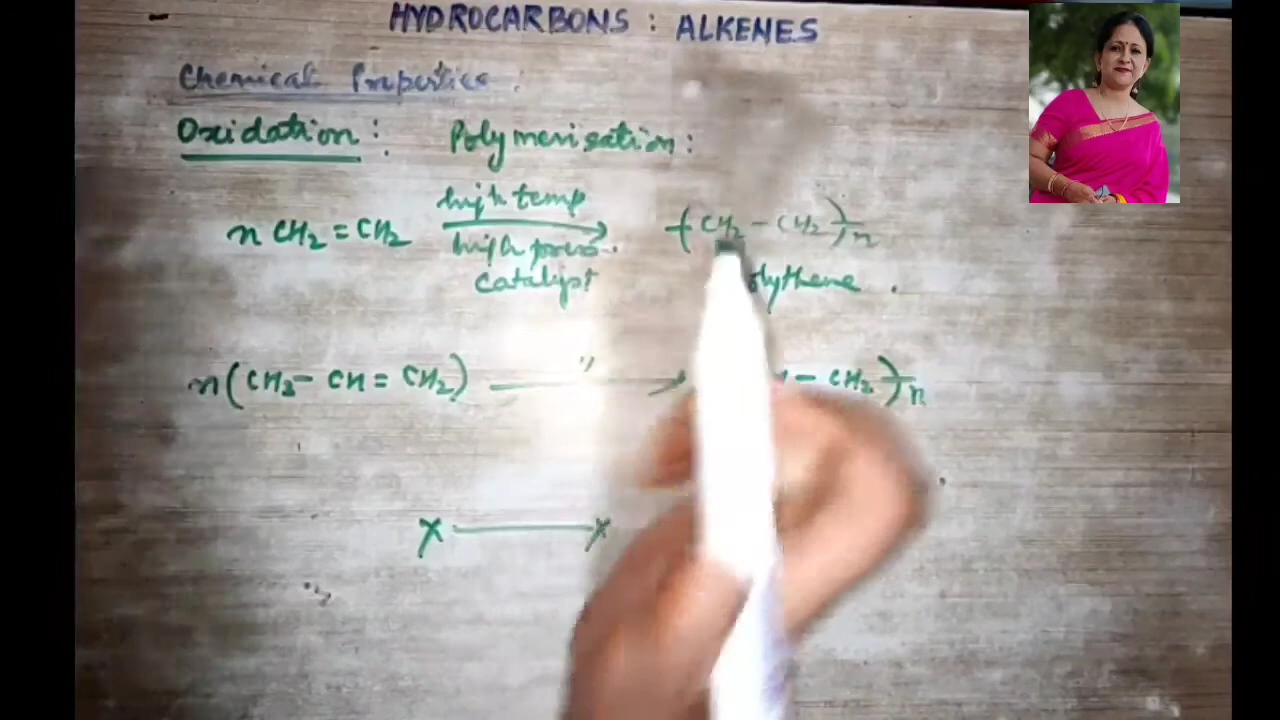 HYDROCARBONS : ALKENES
Chemical Properties :
Oxidation : Polymerisation :
n CH₂ = CH₂ high temp high press. catalyst → -(CH₂ - CH₂)-n
olythene .
n(CH₃ - CH = CH₂) " → - CH₂)-n
x x